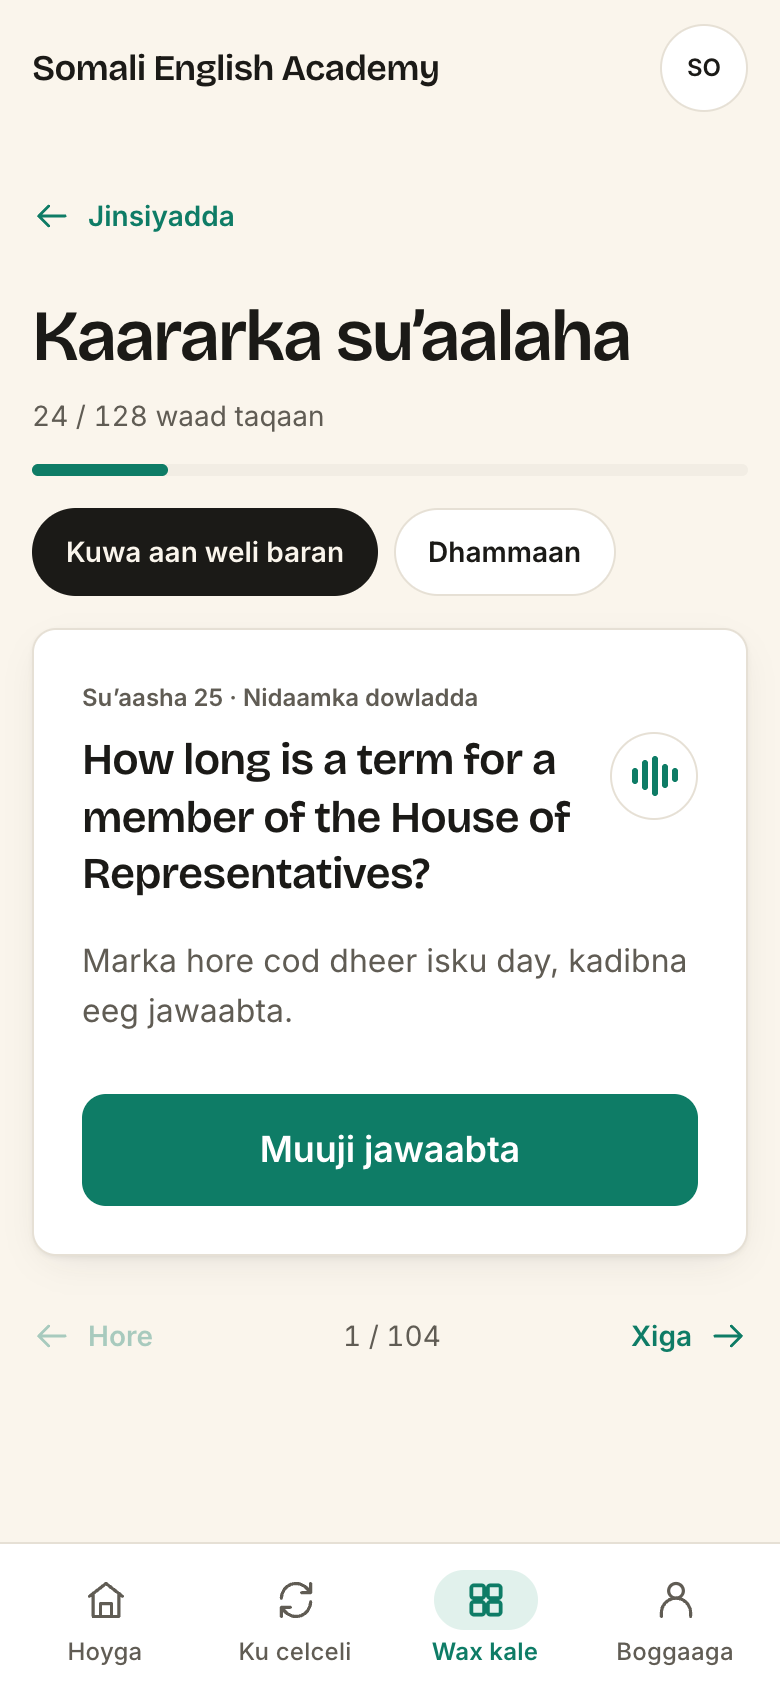 Somali English Academy
SO
Jinsiyadda
Kaararka su’aalaha
24 / 128 waad taqaan
Kuwa aan weli baran
Dhammaan
Su’aasha 25 · Nidaamka dowladda
How long is a term for a
member of the House of
Representatives?
Marka hore cod dheer isku day, kadibna
eeg jawaabta.
Muuji jawaabta
Hore
1 / 104
Xiga
Hoyga
Ku celceli
Wax kale
Boggaaga